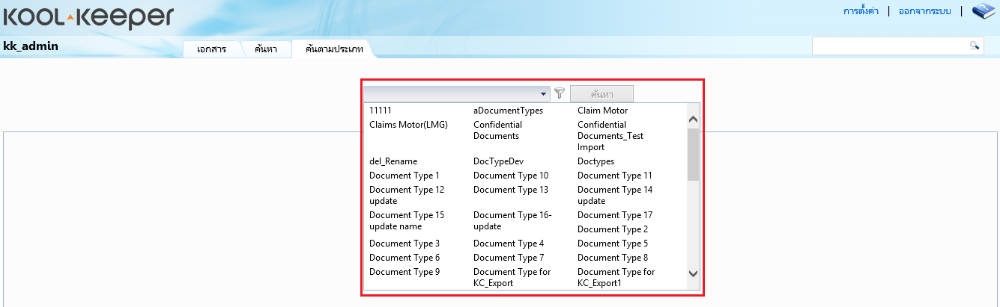 KOOL KEEPER
การตั้งค่า | ออกจากระบบ |
kk_admin
เอกสาร ค้นหา ค้นตามประเภท
ค้นหา
11111 aDocumentTypes Claim Motor
Claims Motor(LMG) Confidential Confidential
Documents Documents_Test
Import
del_Rename DocTypeDev Doctypes
Document Type 1 Document Type 10 Document Type 11
Document Type 12 Document Type 13 Document Type 14
update update
Document Type 15 Document Type 16- Document Type 17
update name update
Document Type 2
Document Type 3 Document Type 4 Document Type 5
Document Type 6 Document Type 7 Document Type 8
Document Type 9 Document Type for Document Type for
KC_Export KC_Export1